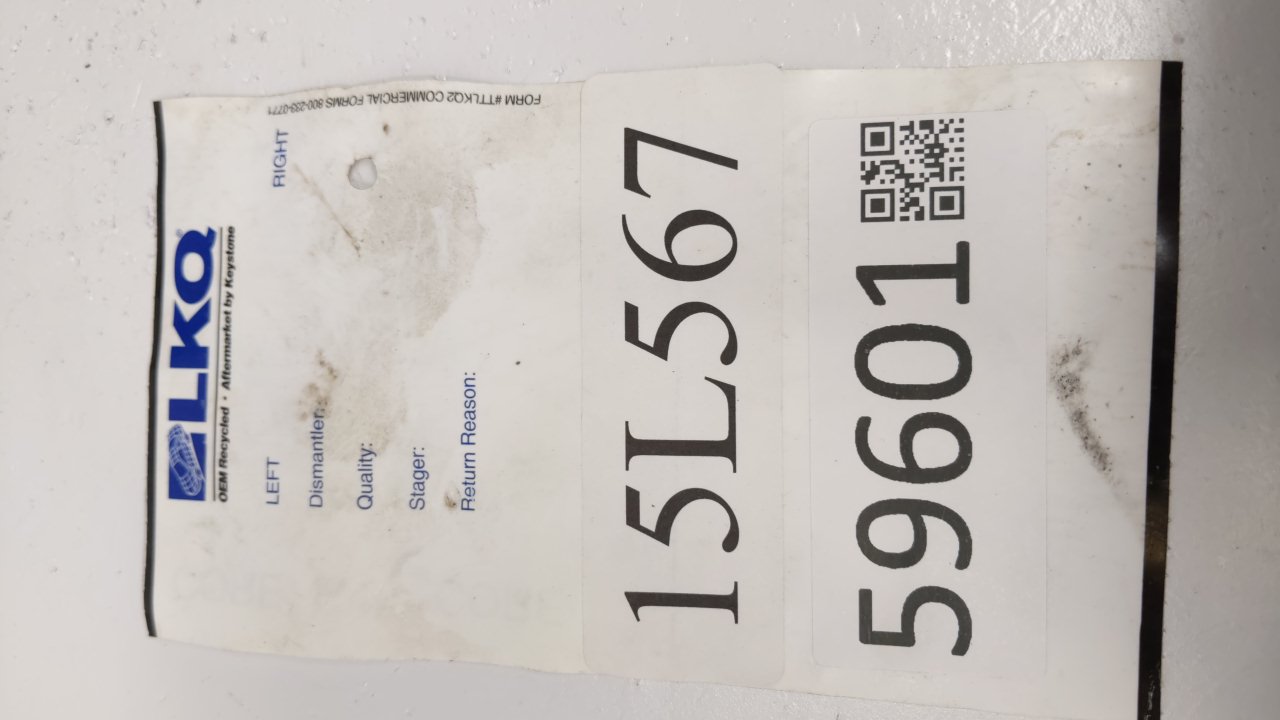 LKQ
OEM Recycled • Aftermarket by Keystone
LEFT RIGHT
Dismantler:
Quality:
Stager:
Return Reason:
FORM #TTLKQ2 COMMERCIAL FORMS 800-233-0771
15L567
59601